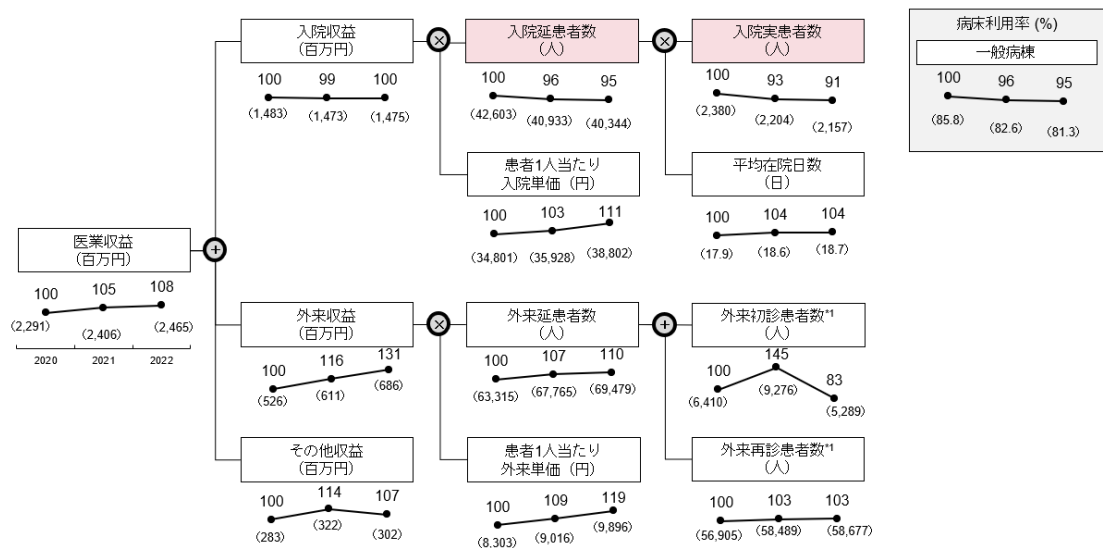 病床利用率 (%)
一般病棟
100 96 95
(85.8) (82.6) (81.3)
入院収益
(百万円)
100 99 100
(1,483) (1,473) (1,475)
×
入院延患者数
(人)
100 96 95
(42,603) (40,933) (40,344)
×
入院実患者数
(人)
100 93 91
(2,380) (2,204) (2,157)
患者1人当たり
入院単価（円）
100 103 111
(34,801) (35,928) (38,802)
平均在院日数
(日)
100 104 104
(17.9) (18.6) (18.7)
医業収益
(百万円)
100 105 108
(2,291) (2,406) (2,465)
2020 2021 2022
+
外来収益
(百万円)
100 116 131
(526) (611) (686)
×
外来延患者数
(人)
100 107 110
(63,315) (67,765) (69,479)
+
外来初診患者数*1
(人)
100 145 83
(6,410) (9,276) (5,289)
その他収益
(百万円)
100 114 107
(283) (322) (302)
患者1人当たり
外来単価（円）
100 109 119
(8,303) (9,016) (9,896)
外来再診患者数*1
(人)
100 103 103
(56,905) (58,489) (58,677)